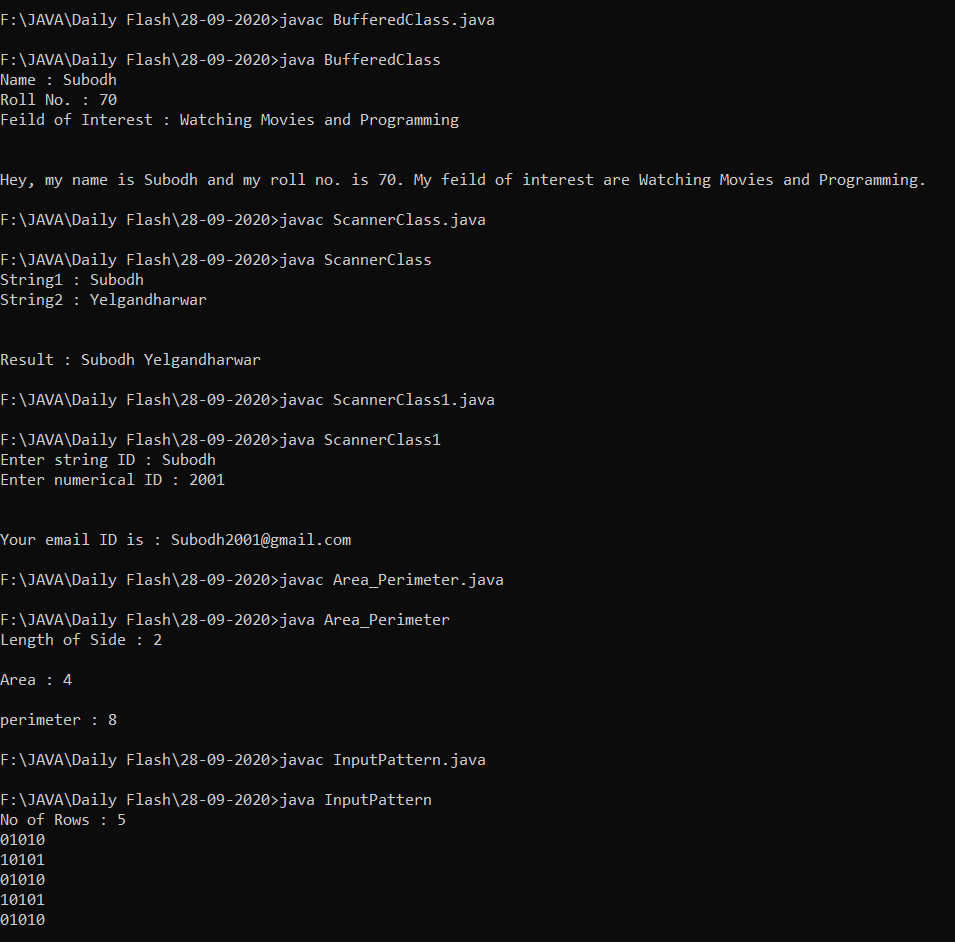 F:\JAVA\Daily Flash\28-09-2020>javac BufferedClass.java
F:\JAVA\Daily Flash\28-09-2020>java BufferedClass
Name : Subodh
Roll No. : 70
Feild of Interest : Watching Movies and Programming
Hey, my name is Subodh and my roll no. is 70. My feild of interest are Watching Movies and Programming.
F:\JAVA\Daily Flash\28-09-2020>javac ScannerClass.java
F:\JAVA\Daily Flash\28-09-2020>java ScannerClass
String1 : Subodh
String2 : Yelgandharwar
Result : Subodh Yelgandharwar
F:\JAVA\Daily Flash\28-09-2020>javac ScannerClass1.java
F:\JAVA\Daily Flash\28-09-2020>java ScannerClass1
Enter string ID : Subodh
Enter numerical ID : 2001
Your email ID is : Subodh2001@gmail.com
F:\JAVA\Daily Flash\28-09-2020>javac Area_Perimeter.java
F:\JAVA\Daily Flash\28-09-2020>java Area_Perimeter
Length of Side : 2
Area : 4
perimeter : 8
F:\JAVA\Daily Flash\28-09-2020>javac InputPattern.java
F:\JAVA\Daily Flash\28-09-2020>java InputPattern
No of Rows : 5
01010
10101
01010
10101
01010